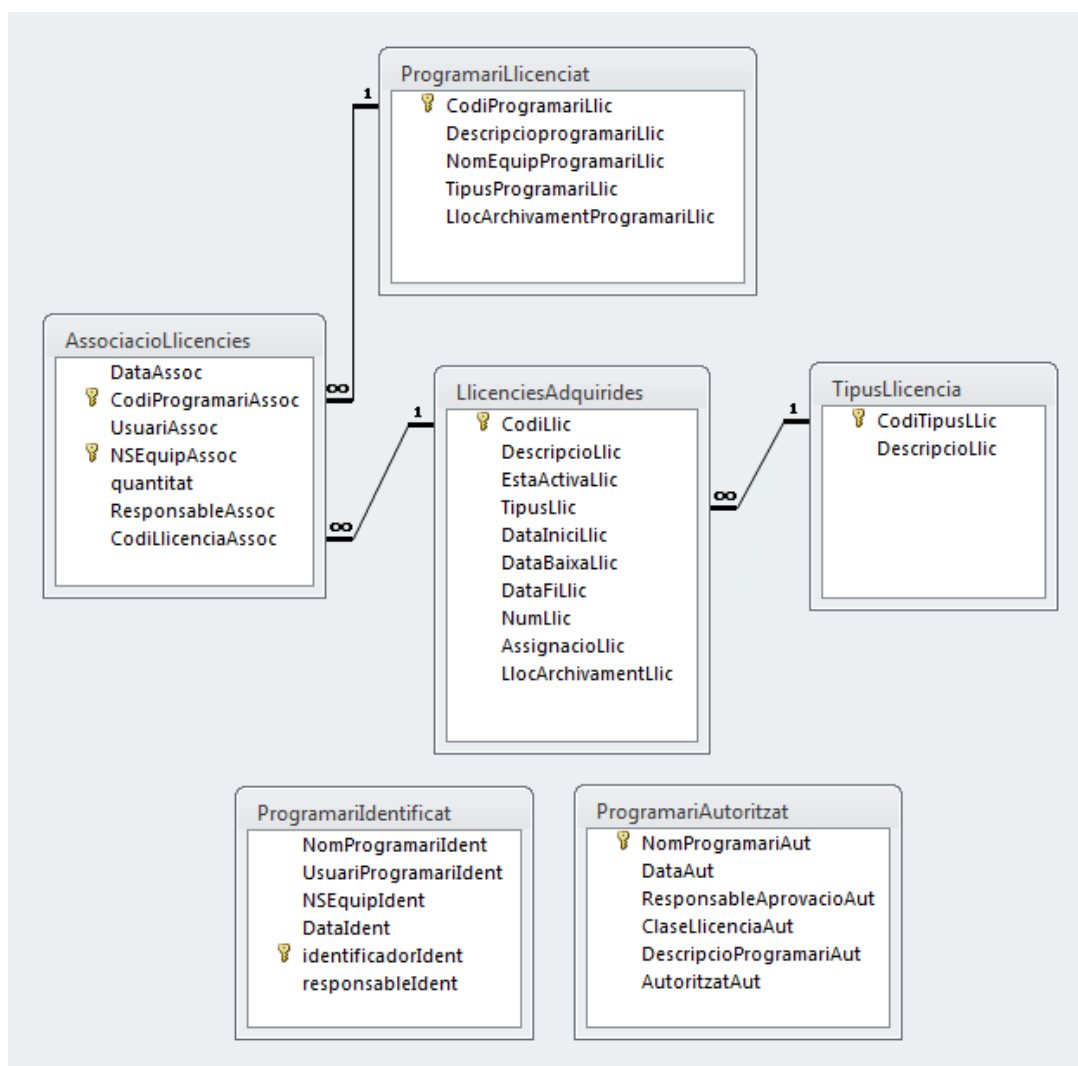 ProgramariLlicenciat
1
CodiProgramariLlic
DescripcioprogramariLlic
NomEquipProgramariLlic
TipusProgramariLlic
LlocArchivamentProgramariLlic
AssociacioLlicencies
DataAssoc
CodiProgramariAssoc
UsuariAssoc
NSEquipAssoc
quantitat
ResponsableAssoc
CodiLlicenciaAssoc
∞
∞
LlicenciesAdquirides
1
CodiLlic
DescripcioLlic
EstaActivaLlic
TipusLlic
DataIniciLlic
DataBaixaLlic
DataFiLlic
NumLlic
AssignacioLlic
LlocArchivamentLlic
∞
TipusLlicencia
1
CodiTipusLLic
DescripcioLlic
ProgramariIdentificat
NomProgramariIdent
UsuariProgramariIdent
NSEquipIdent
DataIdent
identificadorIdent
responsableIdent
ProgramariAutoritzat
NomProgramariAut
DataAut
ResponsableAprovacioAut
ClaseLlicenciaAut
DescripcioProgramariAut
AutoritzatAut